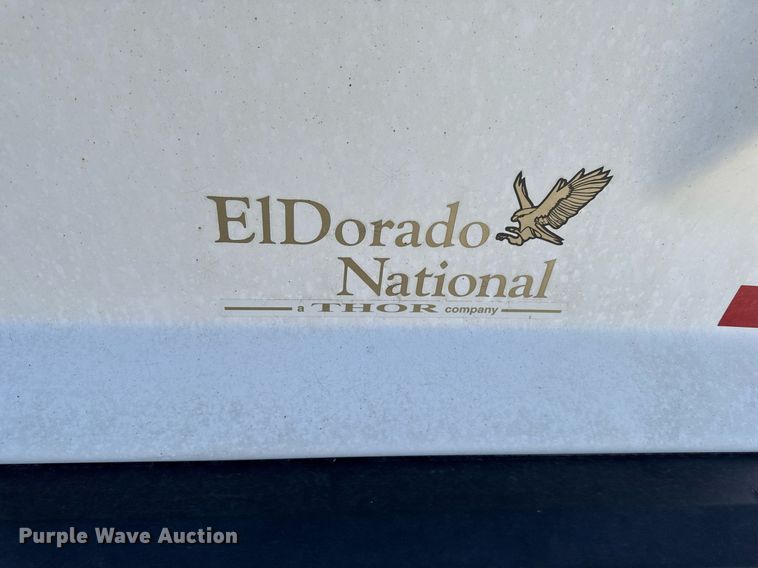 ElDorado
National
a THOR company
Purple Wave Auction